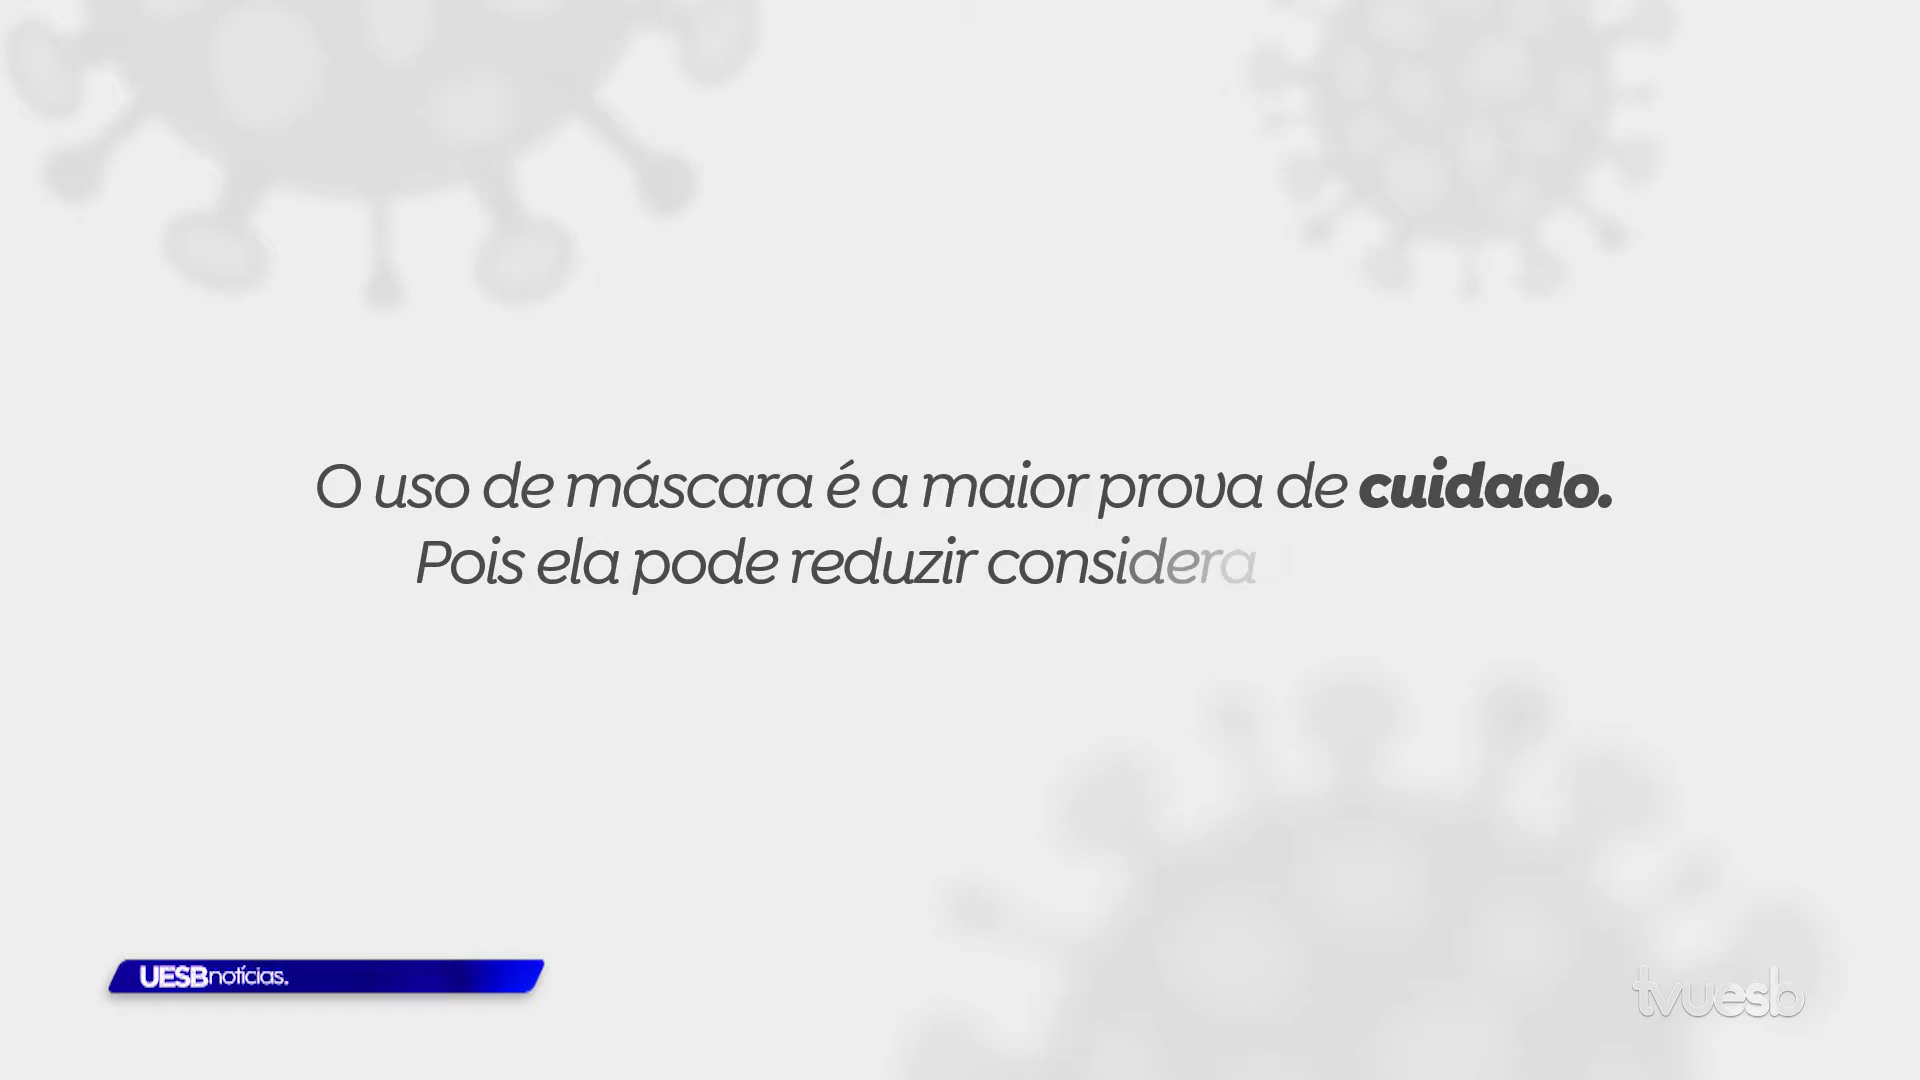 O uso de máscara é a maior prova de cuidado.
Pois ela pode reduzir considera
UESBnotícias.
tvuesb